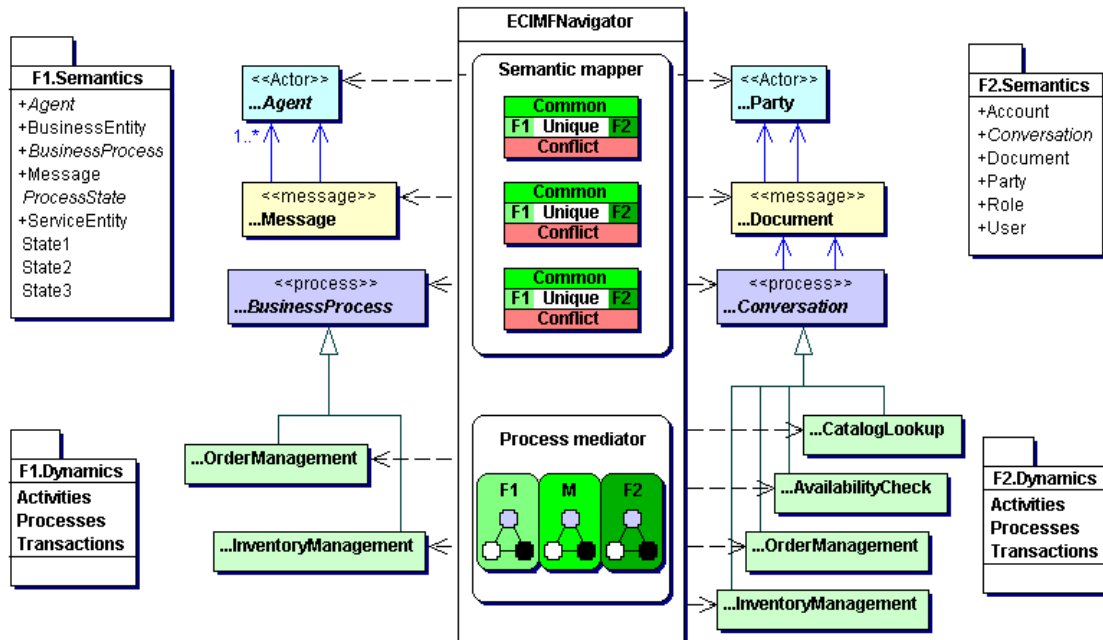 ECIMFNavigator
F1.Semantics
+Agent
+BusinessEntity
+BusinessProcess
+Message
ProcessState
+ServiceEntity
State1
State2
State3
<<Actor>>
...Agent
1..*
<<message>>
...Message
<<process>>
...BusinessProcess
Semantic mapper
Common
F1 Unique F2
Conflict
Common
F1 Unique F2
Conflict
Common
F1 Unique F2
Conflict
<<Actor>>
...Party
<<message>>
...Document
<<process>>
...Conversation
F2.Semantics
+Account
+Conversation
+Document
+Party
+Role
+User
F1.Dynamics
Activities
Processes
Transactions
...OrderManagement
...InventoryManagement
Process mediator
F1 M F2
...CatalogLookup
...AvailabilityCheck
...OrderManagement
...InventoryManagement
F2.Dynamics
Activities
Processes
Transactions